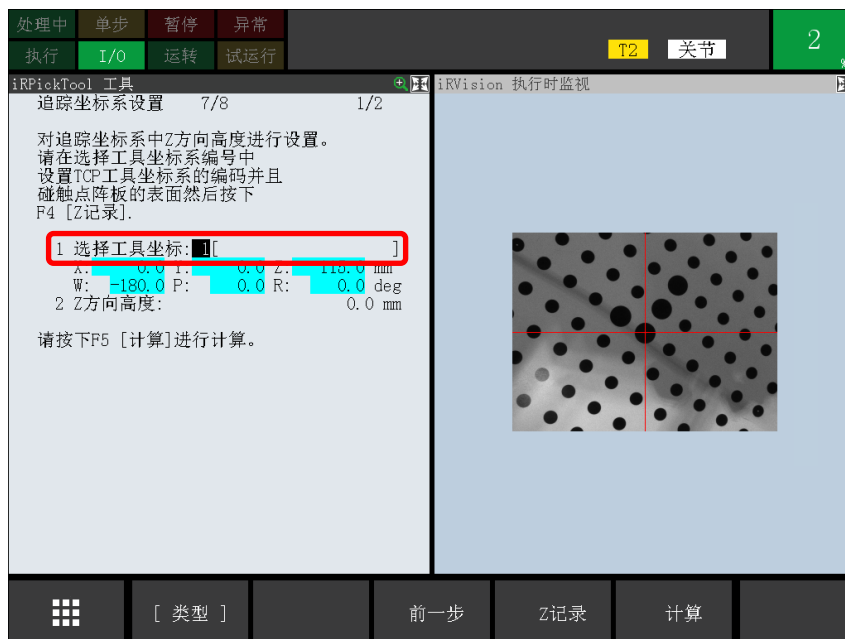 处理中 单步 暂停 异常
执行 I/O 运转 试运行
T2 关节
2
%
iRPickTool 工具
iRVision 执行时监视
追踪坐标系设置 7/8 1/2
对追踪坐标系中Z方向高度进行设置。
请在选择工具坐标系编号中
设置TCP工具坐标系的编码并且
碰触点阵板的表面然后按下
F4 [Z记录].
1 选择工具坐标: 1[ ]
X: 0.0 Y: 0.0 Z: 115.0 mm
W: -180.0 P: 0.0 R: 0.0 deg
2 Z方向高度: 0.0 mm
请按下F5 [计算]进行计算。
[ 类型 ] 前一步 Z记录 计算